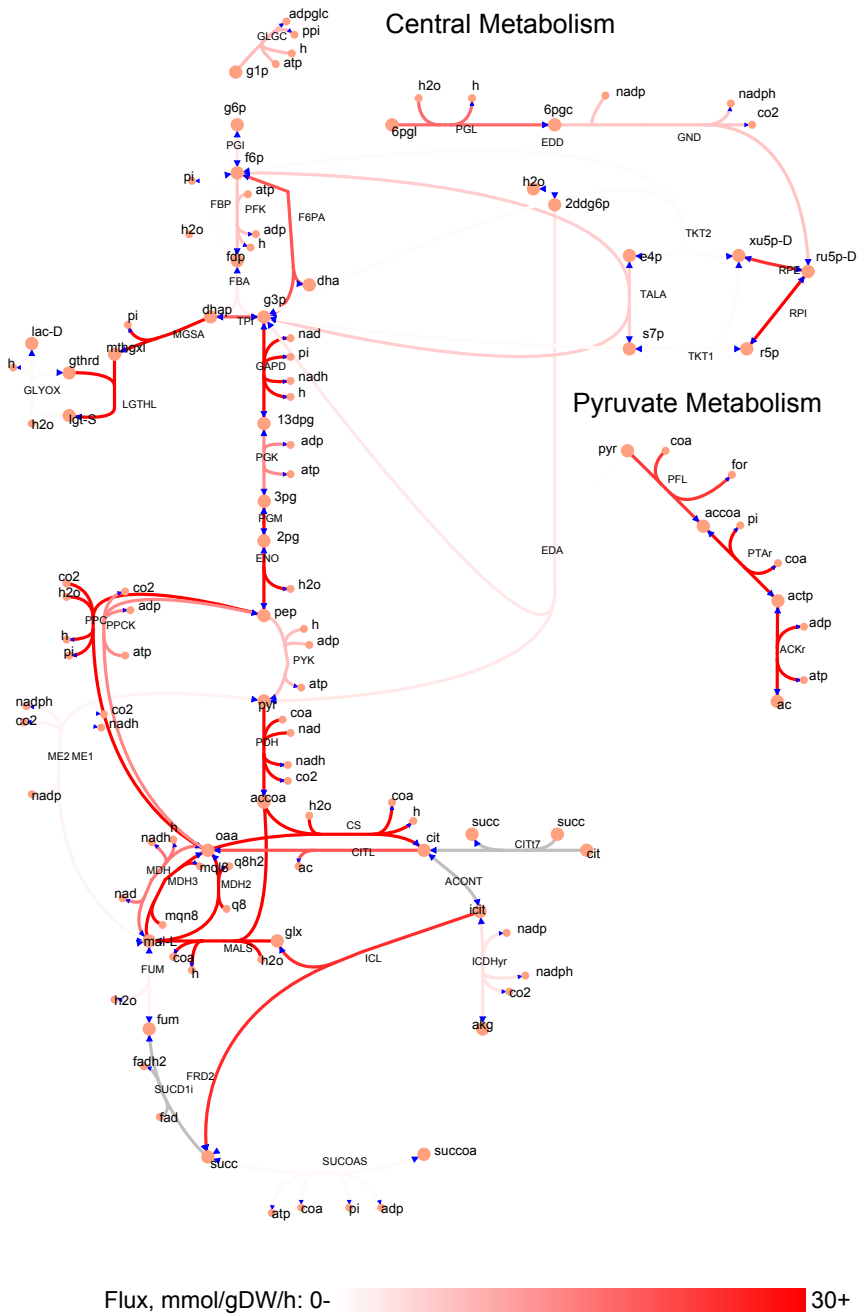 adpglc
Central Metabolism
ppi
GLGC
h
atp
g1p
h2o
h
nadp
nadph
g6p
6pgc
co2
6pgl
PGL
EDD
GND
PGI
f6p
pi
atp
h2o
2ddg6p
FBP
PFK
F6PA
h2o
adp
TKT2
xu5p-D
h
e4p
ru5p-D
fdp
RPE
FBA
dha
TALA
g3p
pi
dhap
TPI
RPI
lac-D
MGSA
nad
s7p
mthgxl
pi
r5p
h
gthrd
GAPD
TKT1
nadh
GLYOX
h
LGTHL
Pyruvate Metabolism
h2o
lgt-S
13dpg
adp
pyr
coa
PGK
for
atp
PFL
3pg
accoa
PGM
pi
2pg
co2
ENO
EDA
PTAr
coa
h2o
co2
h2o
adp
actp
PPC
PPCK
pep
h
h
adp
adp
pi
atp
PYK
ACKr
atp
atp
nadph
pyr
ac
co2
co2
coa
nadh
nad
PDH
ME2
ME1
nadh
co2
nadp
accoa
h2o
coa
h
succ
succ
h
CS
oaa
cit
CITt7
nadh
mql8
q8h2
CITL
cit
MDH
ac
MDH3
MDH2
ACONT
nad
q8
mqn8
icit
glx
nadp
mal-L
MALS
coa
h2o
ICL
FUM
h
ICDHyr
nadph
co2
h2o
akg
fum
fadh2
FRD2
SUCD1i
fad
succoa
succ
SUCOAS
atp
coa
pi
adp
Flux, mmol/gDW/h: 0-
30+